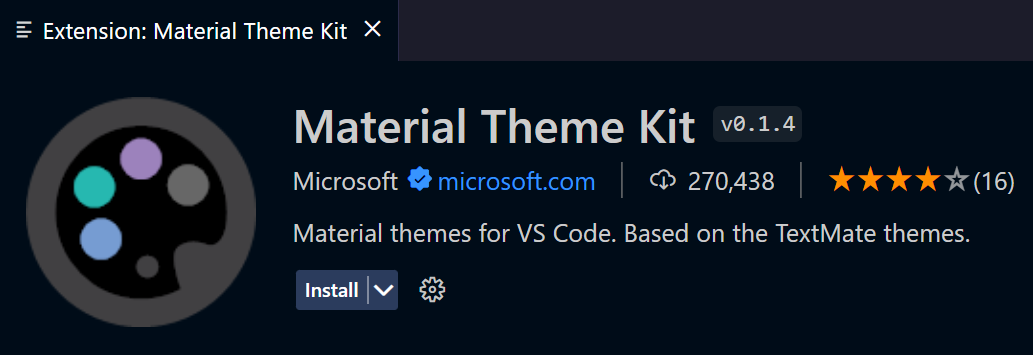 Extension: Material Theme Kit
Material Theme Kit v0.1.4
Microsoft microsoft.com 270,438 (16)
Material themes for VS Code. Based on the TextMate themes.
Install